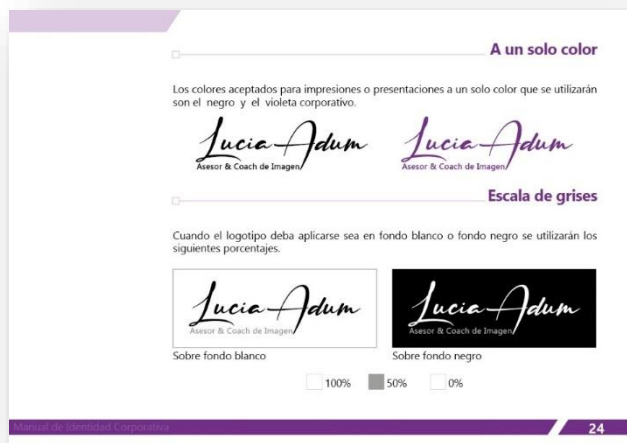 A un solo color
Los colores aceptados para impresiones o presentaciones a un solo color que se utilizarán
son el negro y el violeta corporativo.
Lucia Adum Lucia Adum
Asesor & Coach de Imagen Asesor & Coach de Imagen
Escala de grises
Cuando el logotipo deba aplicarse sea en fondo blanco o fondo negro se utilizarán los
siguientes porcentajes.
Lucia Adum Lucia Adum
Asesor & Coach de Imagen Asesor & Coach de Imagen
Sobre fondo blanco Sobre fondo negro
100% 50% 0%
Manual de Identidad Corporativa 24